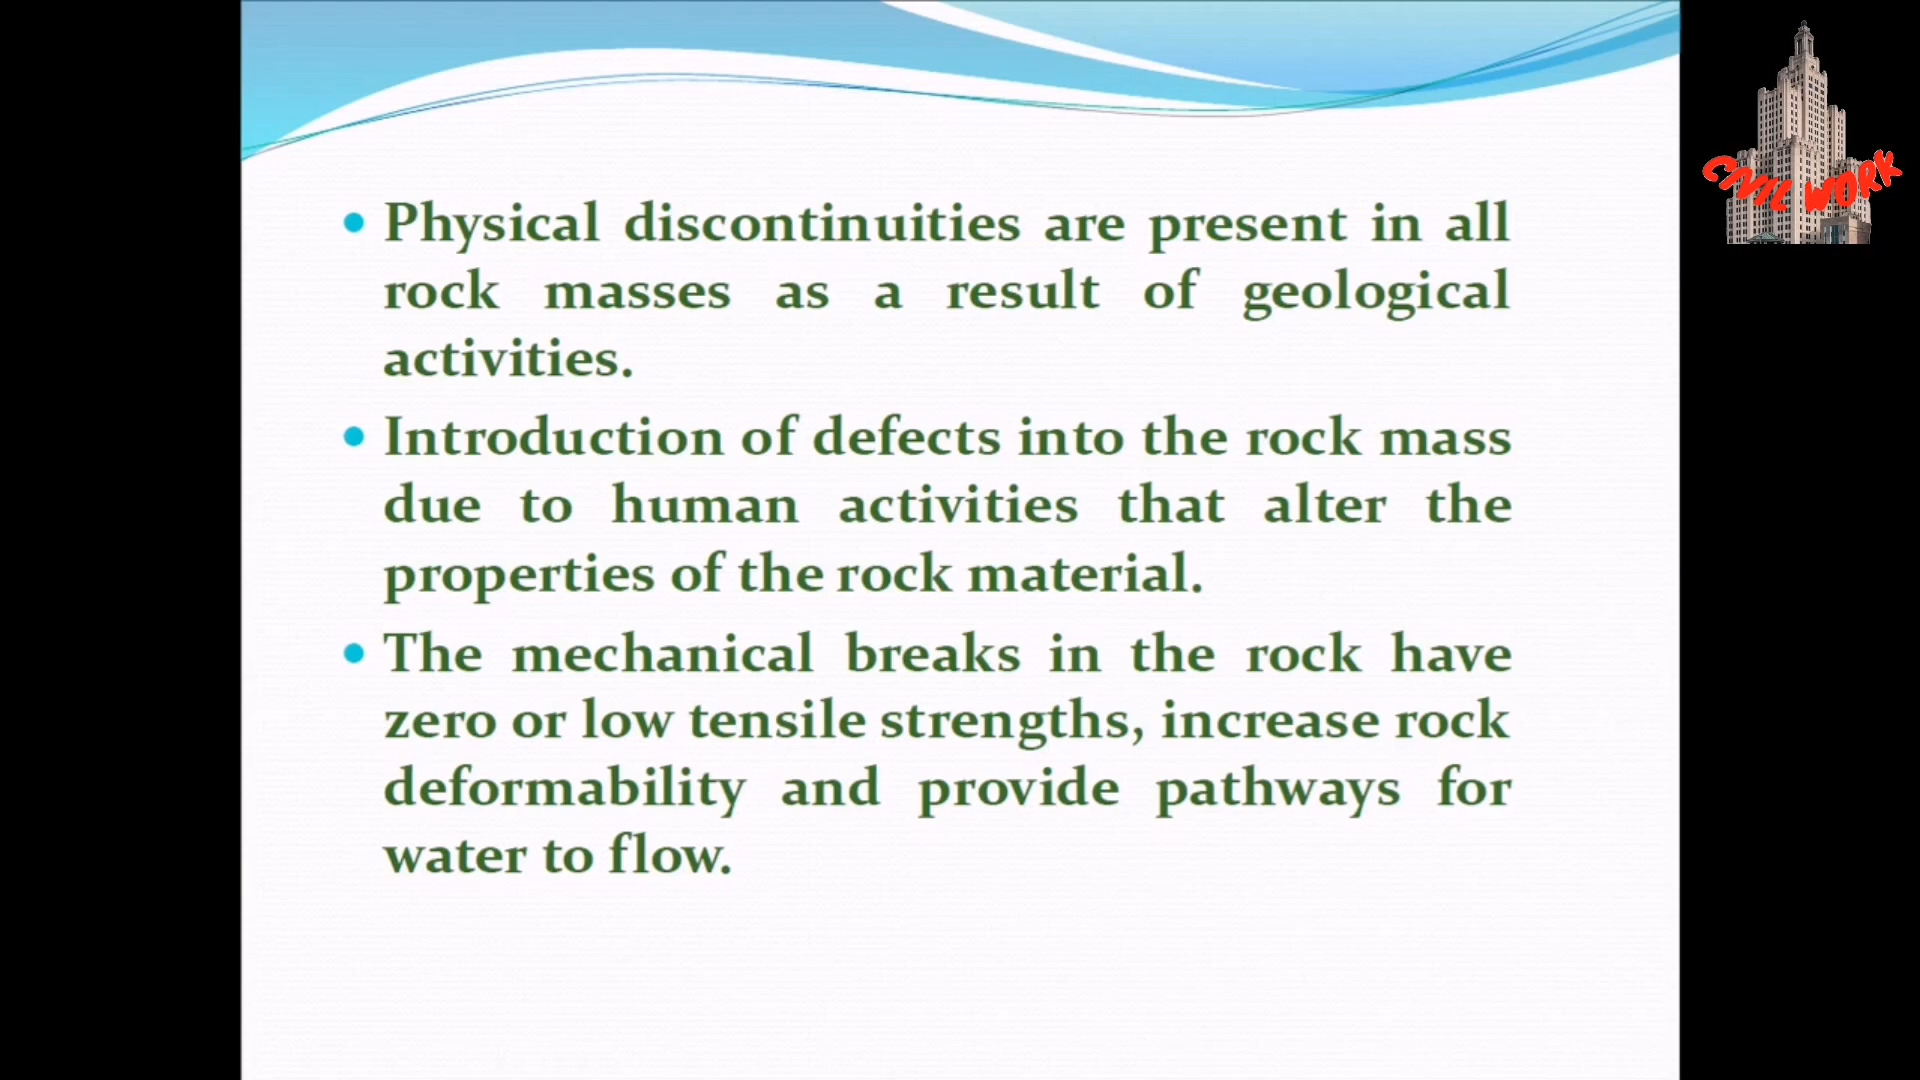 Physical discontinuities are present in all
rock masses as a result of geological
activities.
Introduction of defects into the rock mass
due to human activities that alter the
properties of the rock material.
The mechanical breaks in the rock have
zero or low tensile strengths, increase rock
deformability and provide pathways for
water to flow.
CIVIL WORK